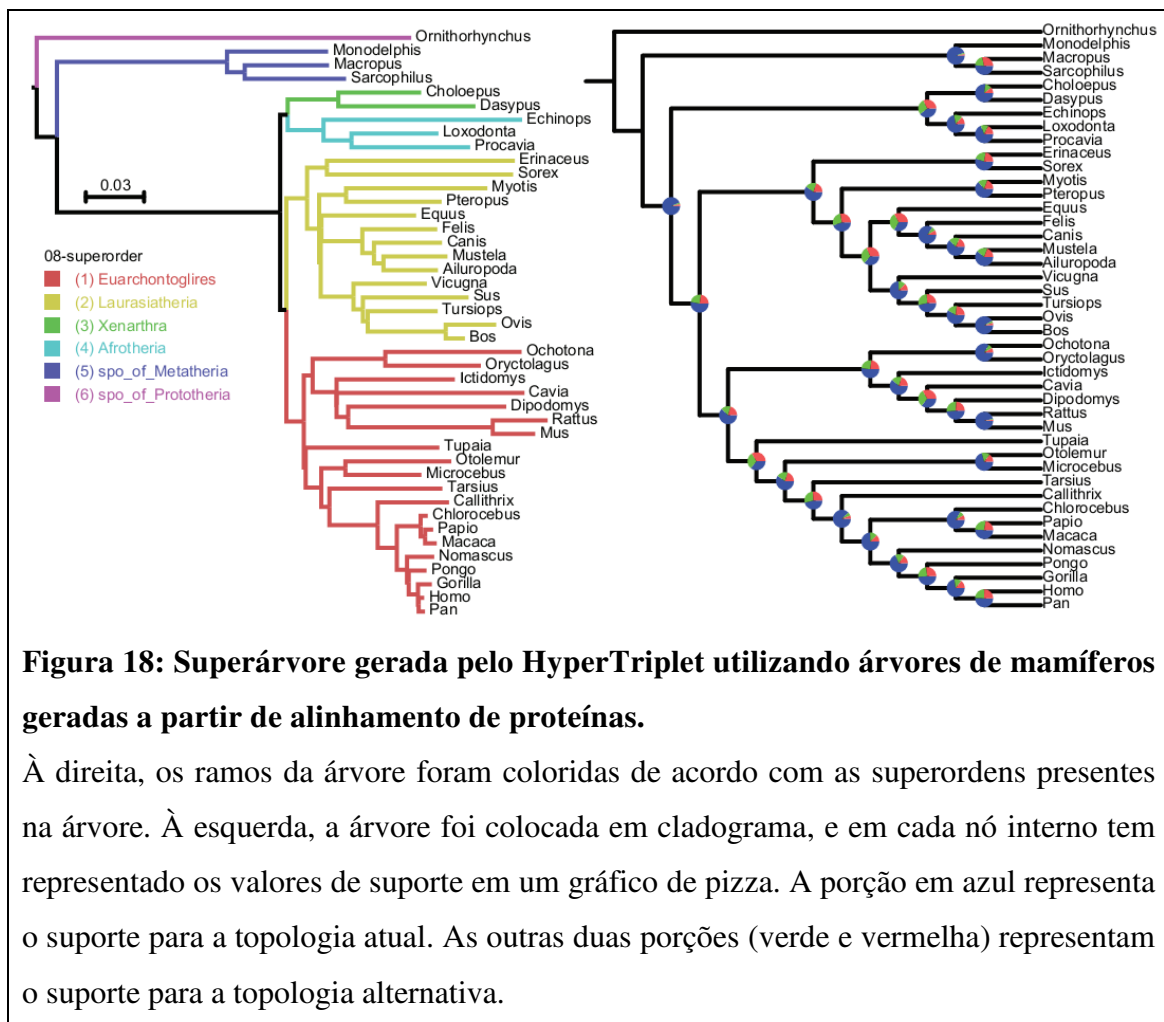 Ornithorhynchus
Monodelphis
Macropus
Sarcophilus
Choloepus
Dasypus
Echinops
Loxodonta
Procavia
Erinaceus
Sorex
Myotis
Pteropus
Equus
Felis
Canis
Mustela
Ailuropoda
Vicugna
Sus
Tursiops
Ovis
Bos
Ochotona
Oryctolagus
Ictidomys
Cavia
Dipodomys
Rattus
Mus
Tupaia
Otolemur
Microcebus
Tarsius
Callithrix
Chlorocebus
Papio
Macaca
Nomascus
Pongo
Gorilla
Homo
Pan
0.03
08-superorder
(1) Euarchontoglires
(2) Laurasiatheria
(3) Xenarthra
(4) Afrotheria
(5) spo_of_Metatheria
(6) spo_of_Prototheria
Ornithorhynchus
Monodelphis
Macropus
Sarcophilus
Choloepus
Dasypus
Echinops
Loxodonta
Procavia
Erinaceus
Sorex
Myotis
Pteropus
Equus
Felis
Canis
Mustela
Ailuropoda
Vicugna
Sus
Tursiops
Ovis
Bos
Ochotona
Oryctolagus
Ictidomys
Cavia
Dipodomys
Rattus
Mus
Tupaia
Otolemur
Microcebus
Tarsius
Callithrix
Chlorocebus
Papio
Macaca
Nomascus
Pongo
Gorilla
Homo
Pan
Figura 18: Superárvore gerada pelo HyperTriplet utilizando árvores de mamíferos
geradas a partir de alinhamento de proteínas.
À direita, os ramos da árvore foram coloridas de acordo com as superordens presentes
na árvore. À esquerda, a árvore foi colocada em cladograma, e em cada nó interno tem
representado os valores de suporte em um gráfico de pizza. A porção em azul representa
o suporte para a topologia atual. As outras duas porções (verde e vermelha) representam
o suporte para a topologia alternativa.